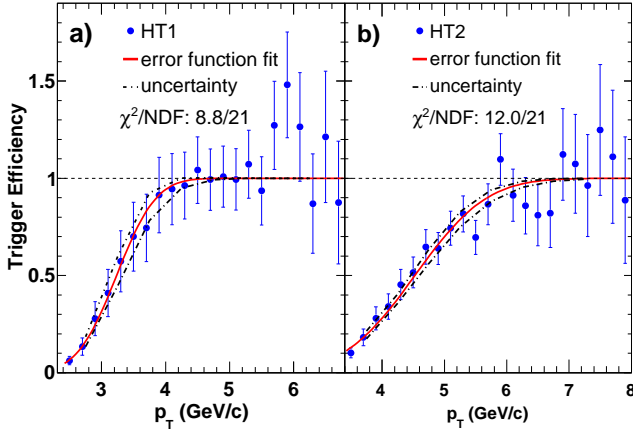 a)
HT1
error function fit
uncertainty
χ²/NDF: 8.8/21
b)
HT2
error function fit
uncertainty
χ²/NDF: 12.0/21
Trigger Efficiency
1.5
1
0.5
0
3 4 5 6
4 5 6 7 8
p_T (GeV/c)
p_T (GeV/c)